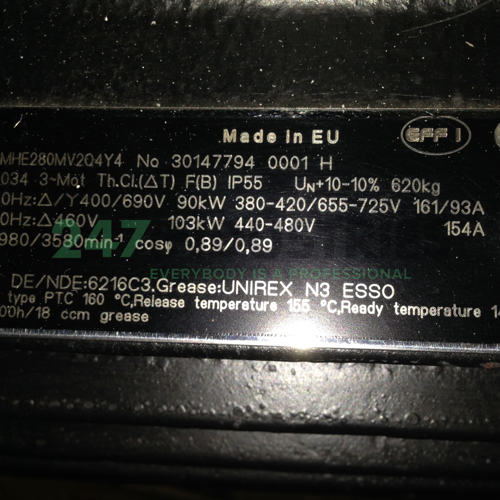 Made in EU EFF 1
MHE280MV2Q4Y4 No 30147794 0001 H
034 3~Mot Th.Cl.(ΔT) F(B) IP55 UN+10-10% 620kg
0Hz:Δ/Y400/690V 90kW 380-420/655-725V 161/93A
0Hz:Δ460V 103kW 440-480V 154A
980/3580min⁻¹ cosφ 0,89/0,89
247
EVERYBODY IS A PROFESSIONAL
DE/NDE:6216C3.Grease:UNIREX N3 ESSO
type PTC 160 °C,Release temperature 155 °C,Ready temperature 14
00h/18 ccm grease